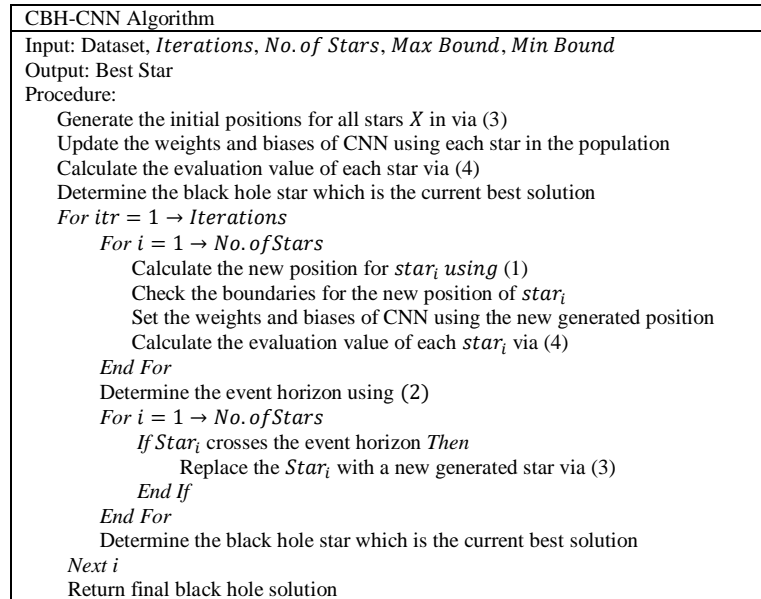 CBH-CNN Algorithm
Input: Dataset, Iterations, No. of Stars, Max Bound, Min Bound
Output: Best Star
Procedure:
Generate the initial positions for all stars X in via (3)
Update the weights and biases of CNN using each star in the population
Calculate the evaluation value of each star via (4)
Determine the black hole star which is the current best solution
For itr = 1 → Iterations
For i = 1 → No. of Stars
Calculate the new position for star_i using (1)
Check the boundaries for the new position of star_i
Set the weights and biases of CNN using the new generated position
Calculate the evaluation value of each star_i via (4)
End For
Determine the event horizon using (2)
For i = 1 → No. of Stars
If Star_i crosses the event horizon Then
Replace the Star_i with a new generated star via (3)
End If
End For
Determine the black hole star which is the current best solution
Next i
Return final black hole solution